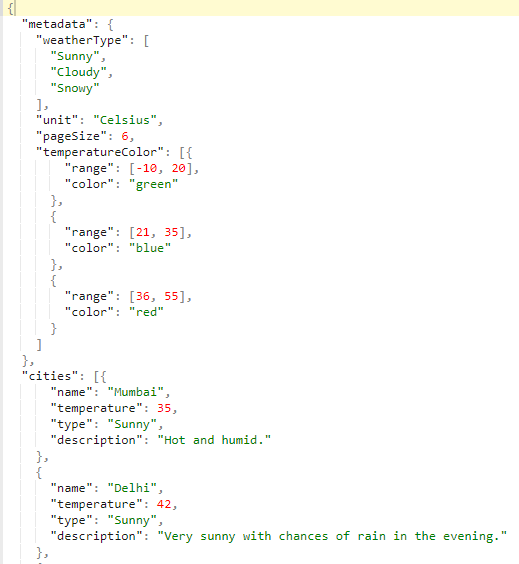 {
"metadata": {
"weatherType": [
"Sunny",
"Cloudy",
"Snowy"
],
"unit": "Celsius",
"pageSize": 6,
"temperatureColor": [{
"range": [-10, 20],
"color": "green"
},
{
"range": [21, 35],
"color": "blue"
},
{
"range": [36, 55],
"color": "red"
}
]
},
"cities": [{
"name": "Mumbai",
"temperature": 35,
"type": "Sunny",
"description": "Hot and humid."
},
{
"name": "Delhi",
"temperature": 42,
"type": "Sunny",
"description": "Very sunny with chances of rain in the evening."
},